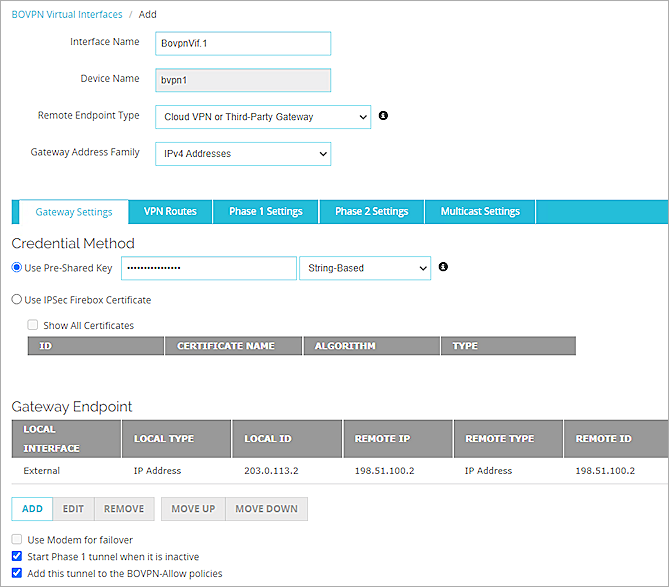 BOVPN Virtual Interfaces / Add
Interface Name BovpnVif.1
Device Name bvpn1
Remote Endpoint Type Cloud VPN or Third-Party Gateway
Gateway Address Family IPv4 Addresses
Gateway Settings VPN Routes Phase 1 Settings Phase 2 Settings Multicast Settings
Credential Method
Use Pre-Shared Key •••••••••••••••• String-Based
Use IPSec Firebox Certificate
Show All Certificates
ID CERTIFICATE NAME ALGORITHM TYPE
Gateway Endpoint
LOCAL INTERFACE LOCAL TYPE LOCAL ID REMOTE IP REMOTE TYPE REMOTE ID
External IP Address 203.0.113.2 198.51.100.2 IP Address 198.51.100.2
ADD EDIT REMOVE MOVE UP MOVE DOWN
Use Modem for failover
Start Phase 1 tunnel when it is inactive
Add this tunnel to the BOVPN-Allow policies